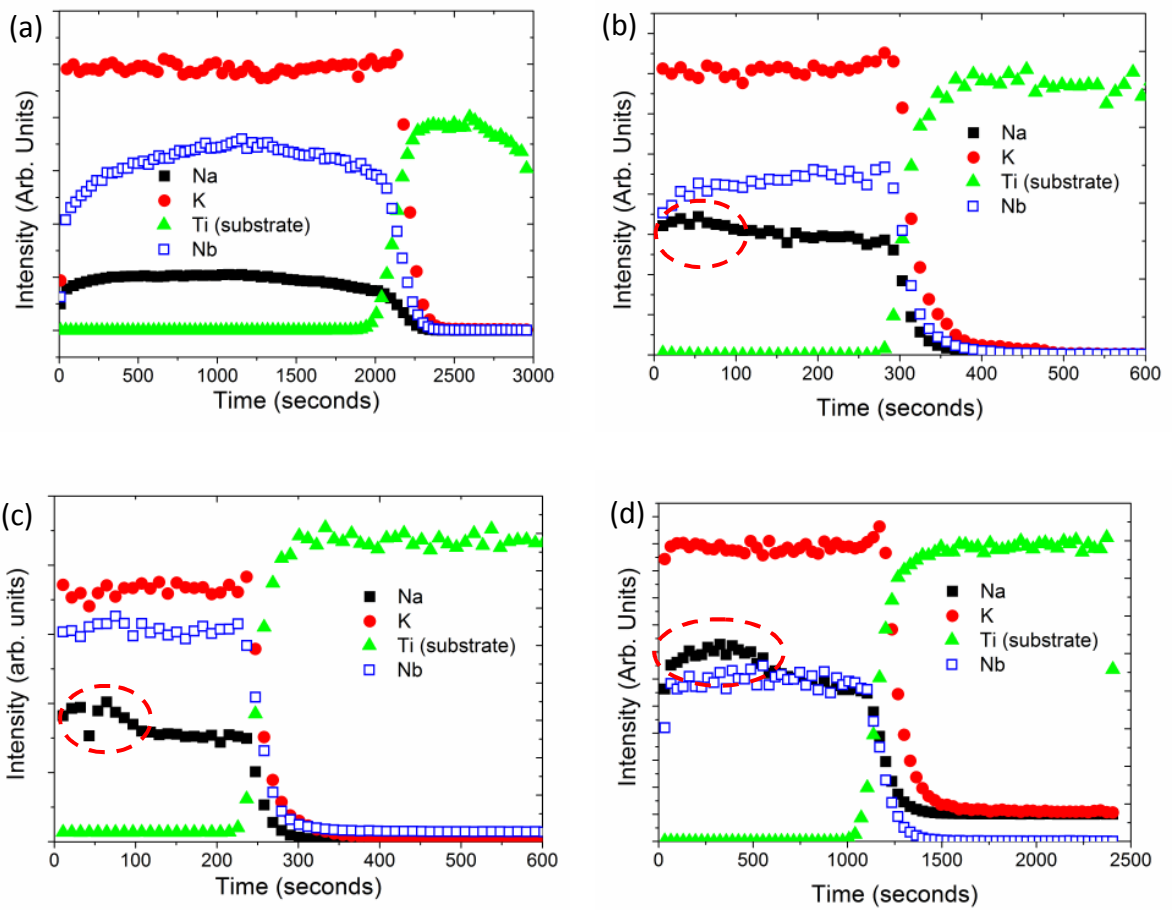 (a)
Intensity (Arb. Units)
Na
K
Ti (substrate)
Nb
0
500
1000
1500
2000
2500
3000
Time (seconds)
(b)
Intensity (Arb. Units)
Na
K
Ti (substrate)
Nb
0
100
200
300
400
500
600
Time (seconds)
(c)
Intensity (arb. units)
Na
K
Ti (substrate)
Nb
0
100
200
300
400
500
600
Time (seconds)
(d)
Intensity (Arb. Units)
Na
K
Ti (substrate)
Nb
0
500
1000
1500
2000
2500
Time (seconds)